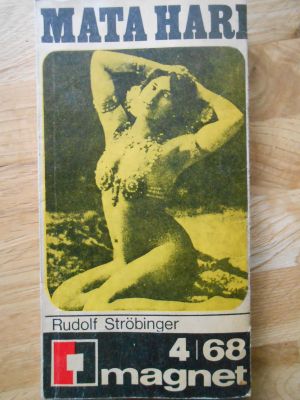 MATA HARI
Rudolf Ströbinger
4|68
magnet